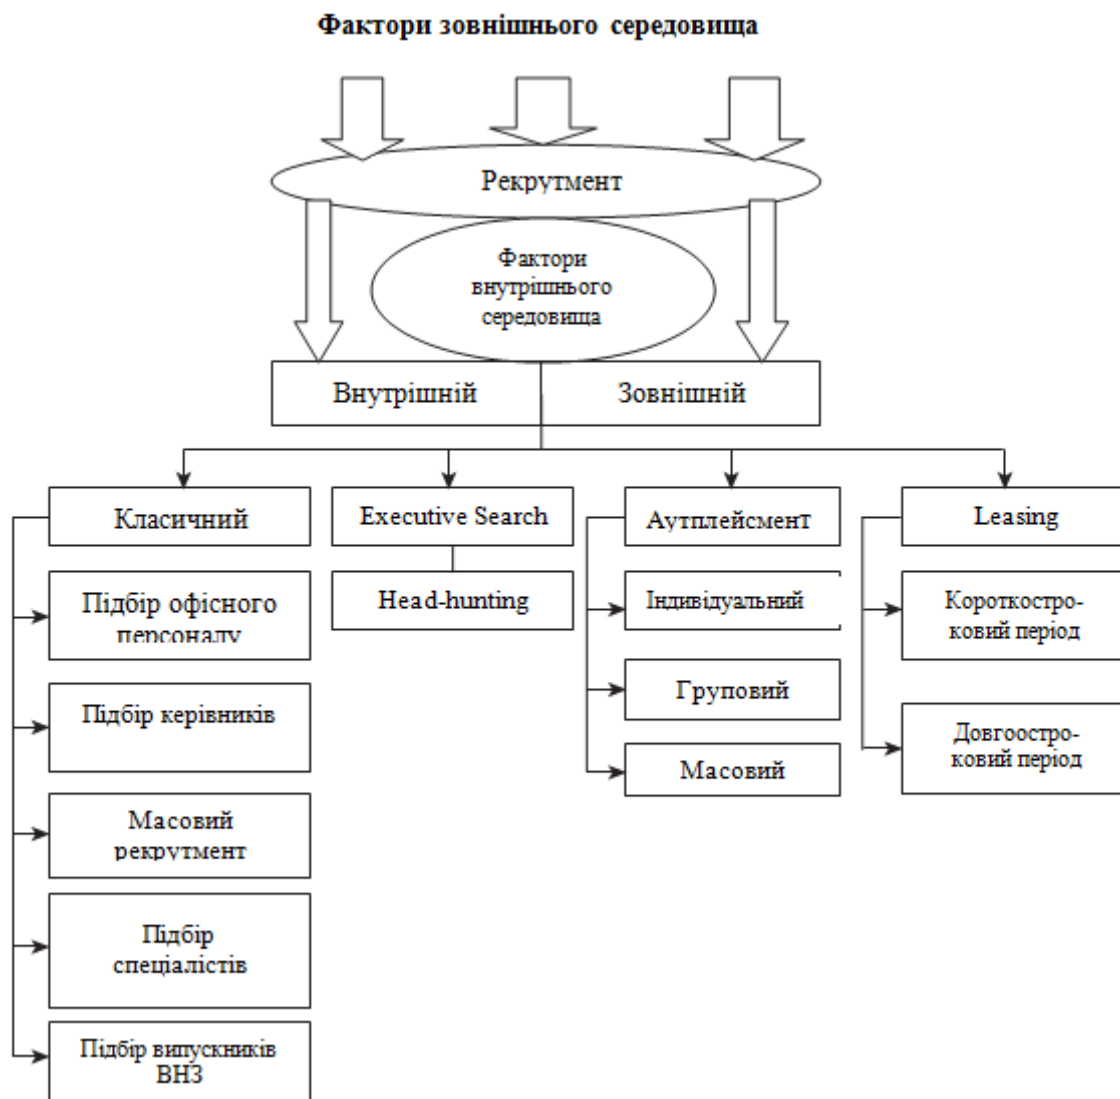 Фактори зовнішнього середовища
Рекрутмент
Фактори
внутрішнього
середовища
Внутрішній
Зовнішній
Класичний
Executive Search
Аутплейсмент
Leasing
Підбір офісного
персоналу
Head-hunting
Індивідуальний
Короткостро-
ковий період
Підбір керівників
Груповий
Довгоостро-
ковий період
Масовий
Масовий
рекрутмент
Підбір
спеціалістів
Підбір випускників
ВНЗ